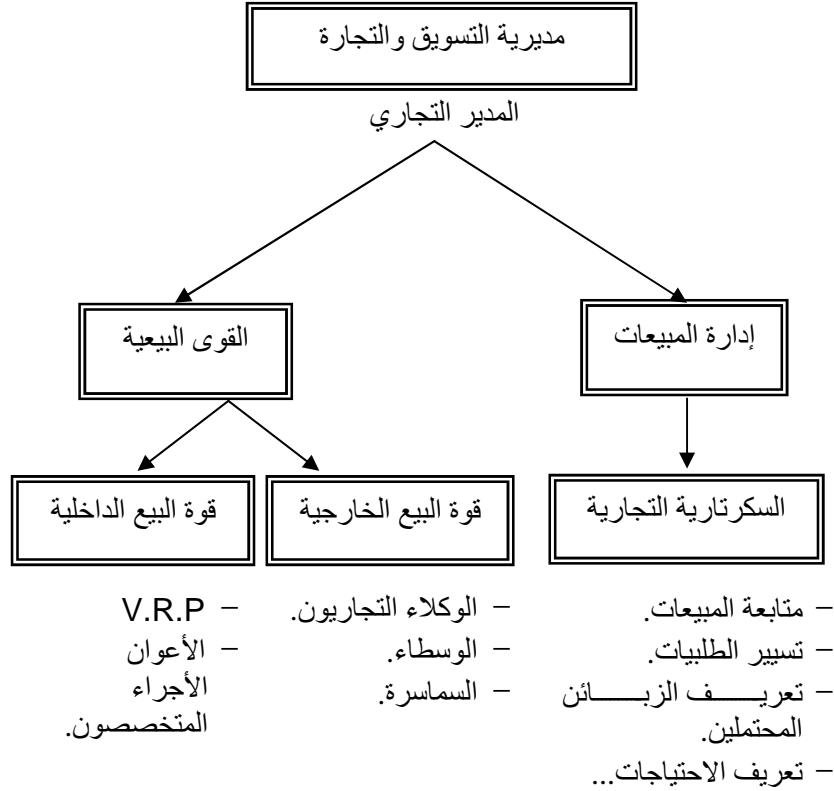 مديرية التسويق والتجارة
المدير التجاري
إدارة المبيعات
القوى البيعية
السكرتارية التجارية
قوة البيع الخارجية
قوة البيع الداخلية
– متابعة المبيعات.
– تسيير الطلبيات.
– تعريـــــف الزبـــــائن
المحتملين.
– تعريف الاحتياجات...
– الوكلاء التجاريون.
– الوسطاء.
– السماسرة.
– V.R.P
– الأعوان
الأجراء
المتخصصون.